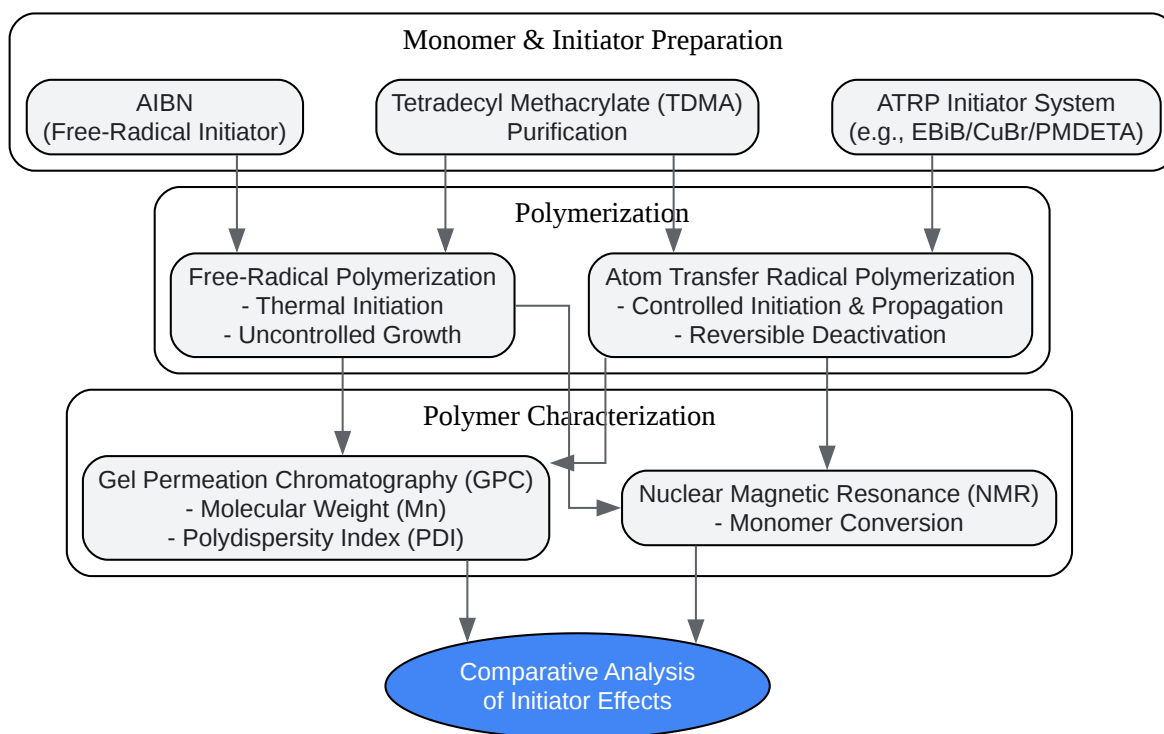 Monomer & Initiator Preparation
AIBN
(Free-Radical Initiator)
Tetradecyl Methacrylate (TDMA)
Purification
ATRP Initiator System
(e.g., EBiB/CuBr/PMDETA)
Polymerization
Free-Radical Polymerization
- Thermal Initiation
- Uncontrolled Growth
Atom Transfer Radical Polymerization
- Controlled Initiation & Propagation
- Reversible Deactivation
Polymer Characterization
Gel Permeation Chromatography (GPC)
- Molecular Weight (Mn)
- Polydispersity Index (PDI)
Nuclear Magnetic Resonance (NMR)
- Monomer Conversion
Comparative Analysis
of Initiator Effects